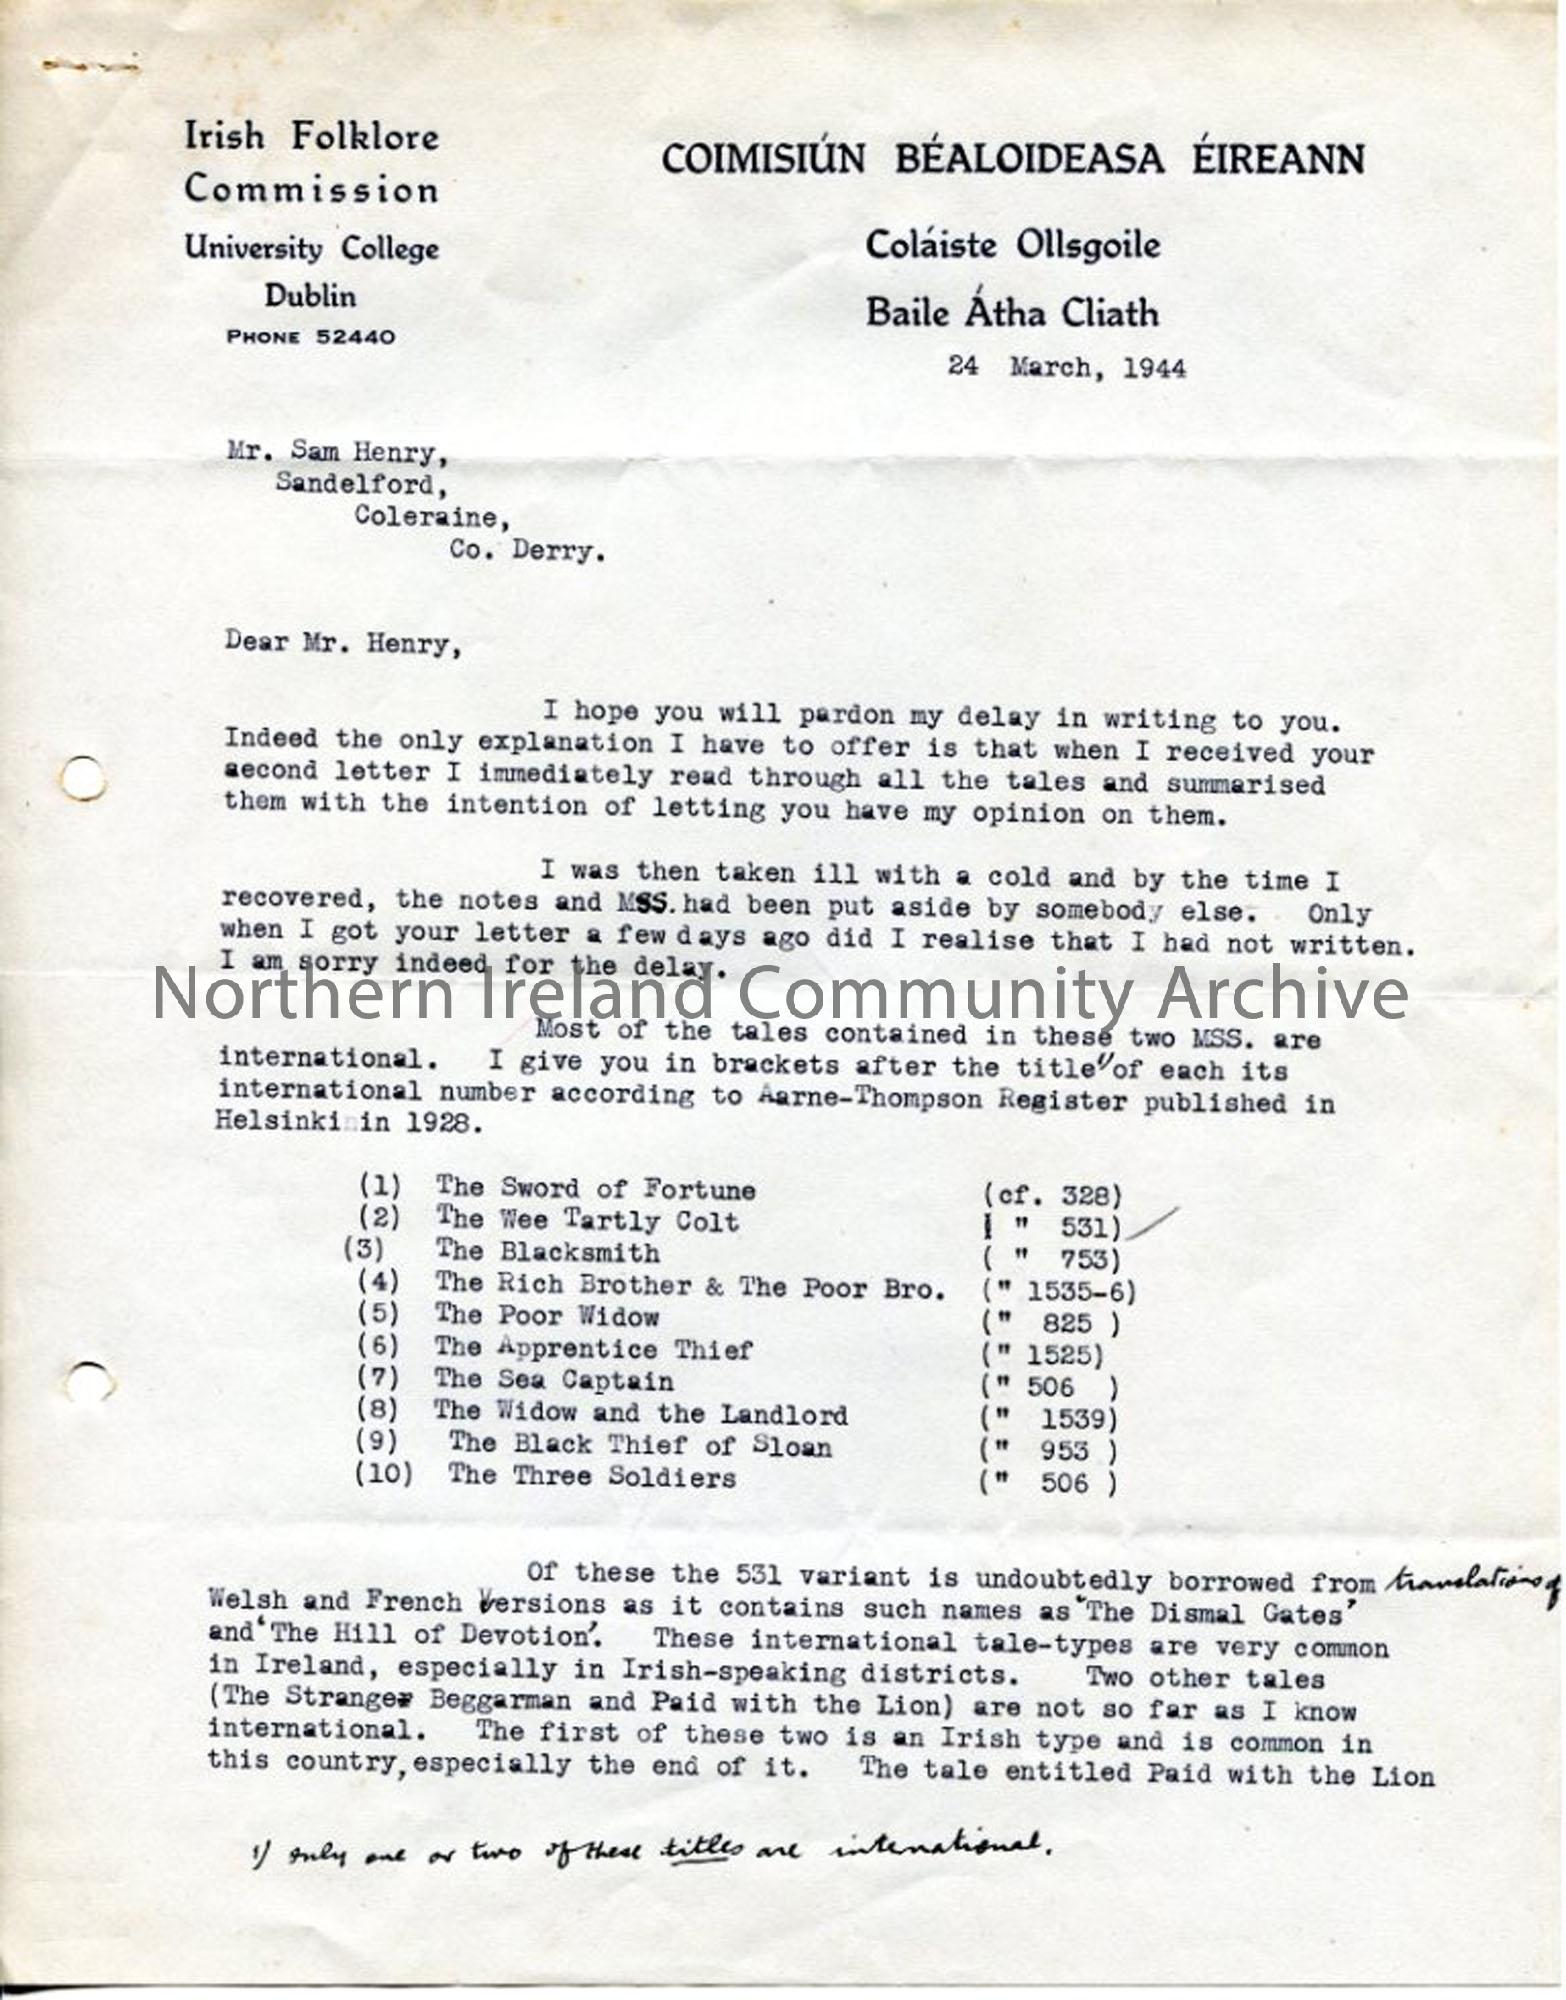 Irish Folklore
Commission
University College
Dublin
PHONE 52440
COIMISIÚN BÉALOIDEASA ÉIREANN
Coláiste Ollsgoile
Baile Átha Cliath
24 March, 1944
Mr. Sam Henry,
Sandelford,
Coleraine,
Co. Derry.
Dear Mr. Henry,
I hope you will pardon my delay in writing to you.
Indeed the only explanation I have to offer is that when I received your
second letter I immediately read through all the tales and summarised
them with the intention of letting you have my opinion on them.
I was then taken ill with a cold and by the time I
recovered, the notes and MSS. had been put aside by somebody else. Only
when I got your letter a few days ago did I realise that I had not written.
I am sorry indeed for the delay.
Northern Ireland Community Archive
Most of the tales contained in these two MSS. are
international. I give you in brackets after the title 1) of each its
international number according to Aarne-Thompson Register published in
Helsinki in 1928.
(1) The Sword of Fortune (cf. 328)
(2) The Wee Tartly Colt ( " 531)
(3) The Blacksmith ( " 753)
(4) The Rich Brother & The Poor Bro. (" 1535-6)
(5) The Poor Widow (" 825 )
(6) The Apprentice Thief (" 1525)
(7) The Sea Captain (" 506 )
(8) The Widow and the Landlord (" 1539)
(9) The Black Thief of Sloan (" 953 )
(10) The Three Soldiers (" 506 )
Of these the 531 variant is undoubtedly borrowed from translations of
Welsh and French Versions as it contains such names as 'The Dismal Gates'
and 'The Hill of Devotion'. These international tale-types are very common
in Ireland, especially in Irish-speaking districts. Two other tales
(The Stranger Beggarman and Paid with the Lion) are not so far as I know
international. The first of these two is an Irish type and is common in
this country, especially the end of it. The tale entitled Paid with the Lion
1) only one or two of these titles are international.